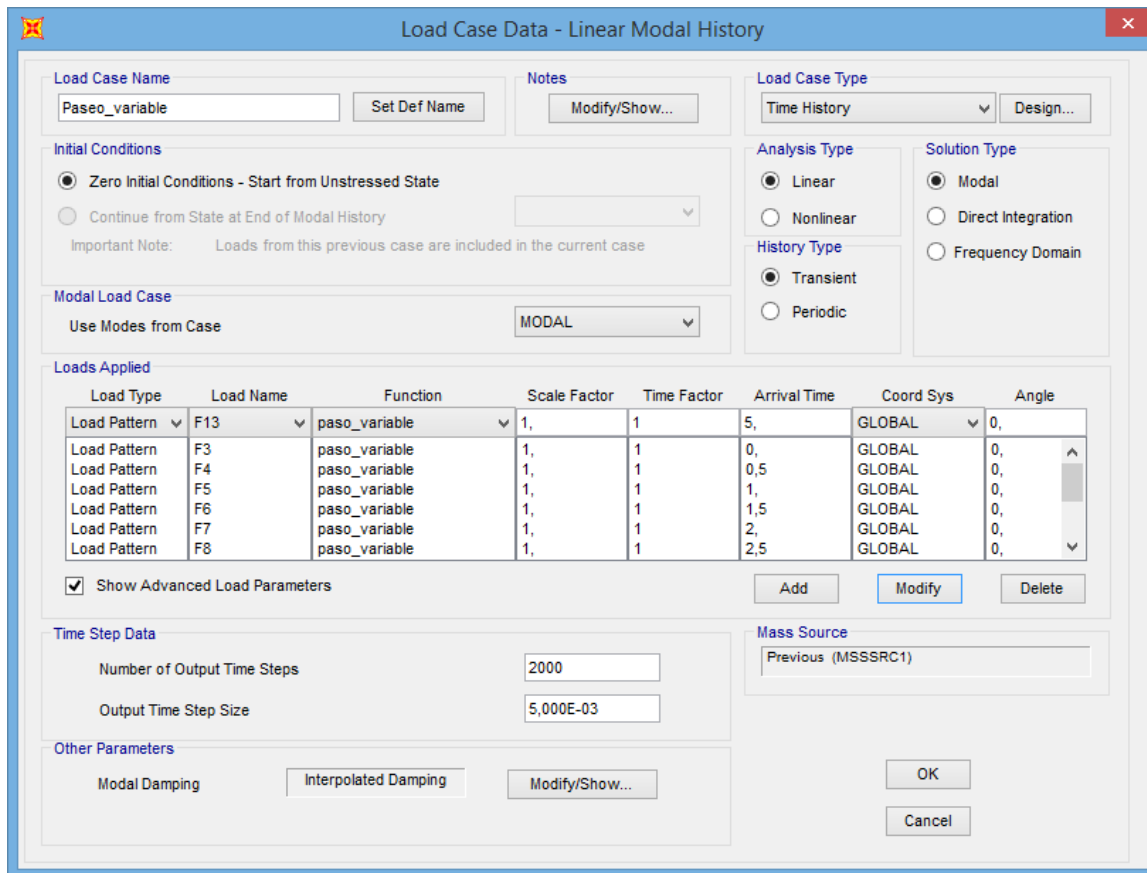 Load Case Data - Linear Modal History
Load Case Name
Paseo_variable
Set Def Name
Notes
Modify/Show...
Load Case Type
Time History
Design...
Initial Conditions
Zero Initial Conditions - Start from Unstressed State
Continue from State at End of Modal History
Important Note: Loads from this previous case are included in the current case
Analysis Type
Linear
Nonlinear
Solution Type
Modal
Direct Integration
Frequency Domain
History Type
Transient
Periodic
Modal Load Case
Use Modes from Case
MODAL
Loads Applied
Load Type Load Name Function Scale Factor Time Factor Arrival Time Coord Sys Angle
Load Pattern F13 paso_variable 1, 1 5, GLOBAL 0,
Load Pattern F3 paso_variable 1, 1 0, GLOBAL 0,
Load Pattern F4 paso_variable 1, 1 0,5 GLOBAL 0,
Load Pattern F5 paso_variable 1, 1 1, GLOBAL 0,
Load Pattern F6 paso_variable 1, 1 1,5 GLOBAL 0,
Load Pattern F7 paso_variable 1, 1 2, GLOBAL 0,
Load Pattern F8 paso_variable 1, 1 2,5 GLOBAL 0,
Show Advanced Load Parameters
Add
Modify
Delete
Time Step Data
Number of Output Time Steps 2000
Output Time Step Size 5,000E-03
Mass Source
Previous (MSSSRC1)
Other Parameters
Modal Damping
Interpolated Damping
Modify/Show...
OK
Cancel